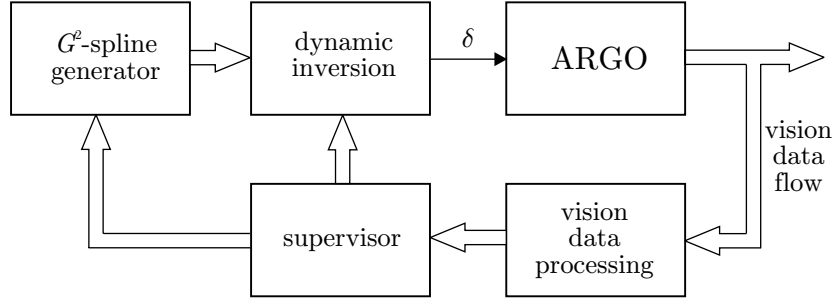 G²-spline
generator
dynamic
inversion
δ
ARGO
vision
data
flow
supervisor
vision
data
processing